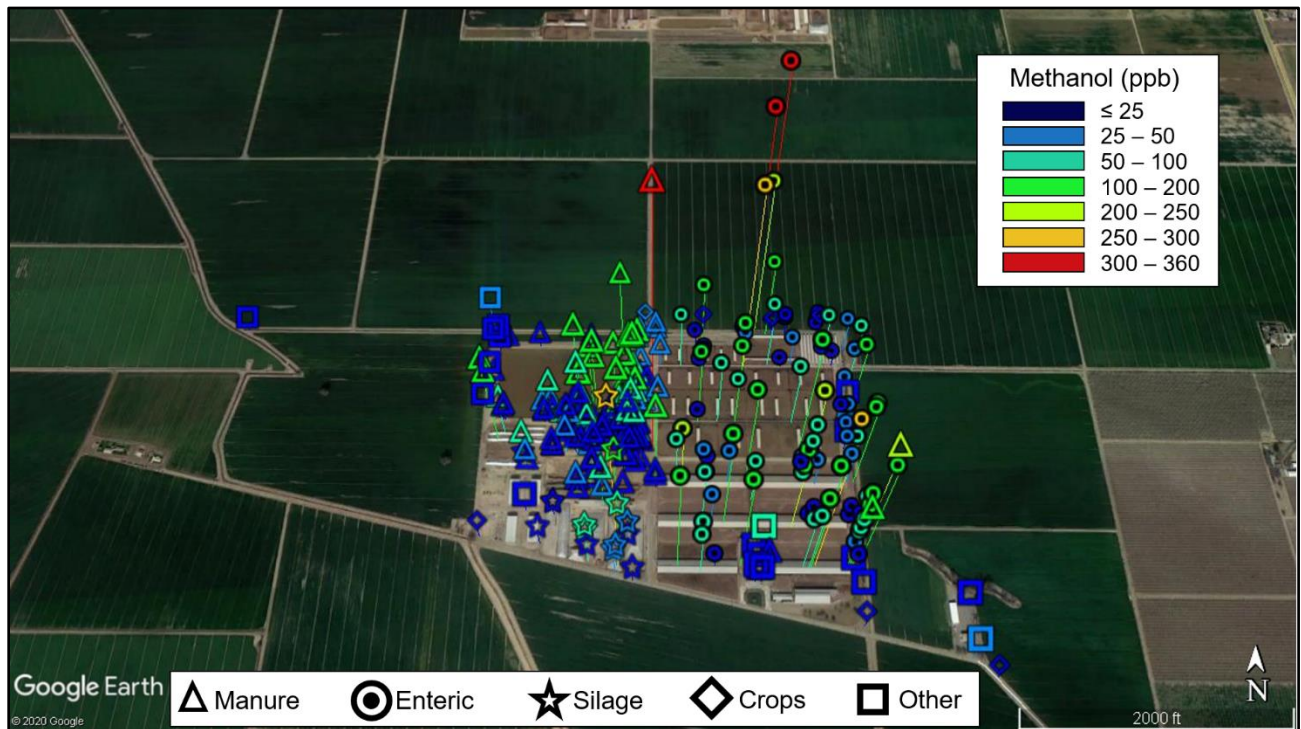 Methanol (ppb)
≤ 25
25 – 50
50 – 100
100 – 200
200 – 250
250 – 300
300 – 360
Google Earth
© 2020 Google
Manure
Enteric
Silage
Crops
Other
N
2000 ft